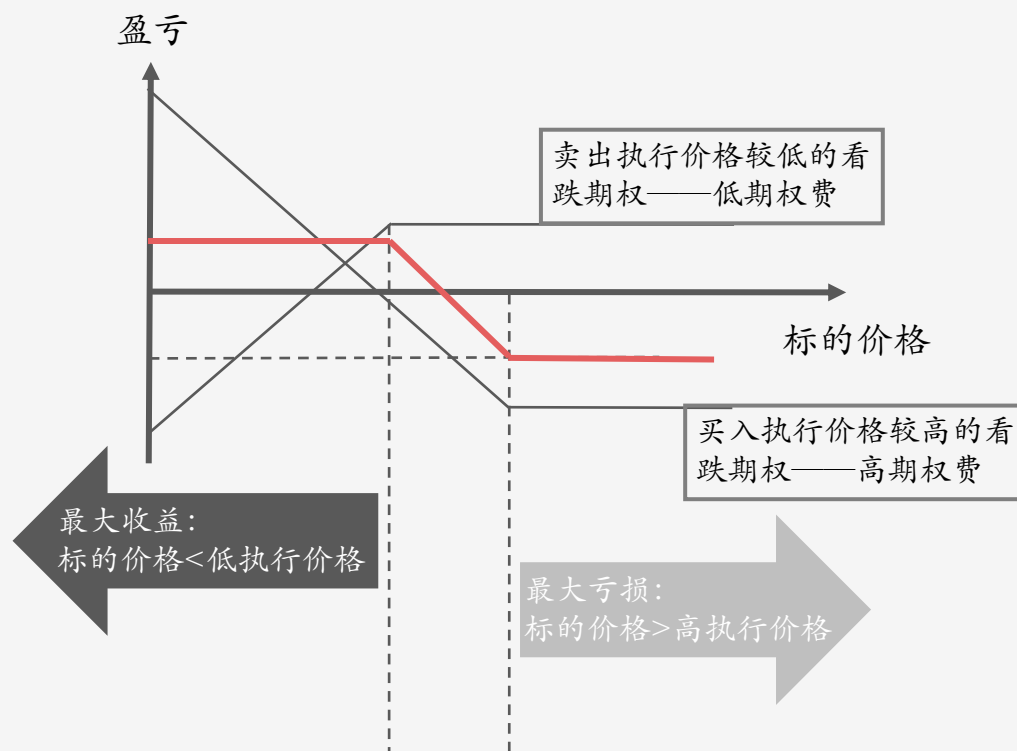 盈亏
卖出执行价格较低的看
跌期权——低期权费
标的价格
买入执行价格较高的看
跌期权——高期权费
最大收益：
标的价格<低执行价格
最大亏损：
标的价格>高执行价格